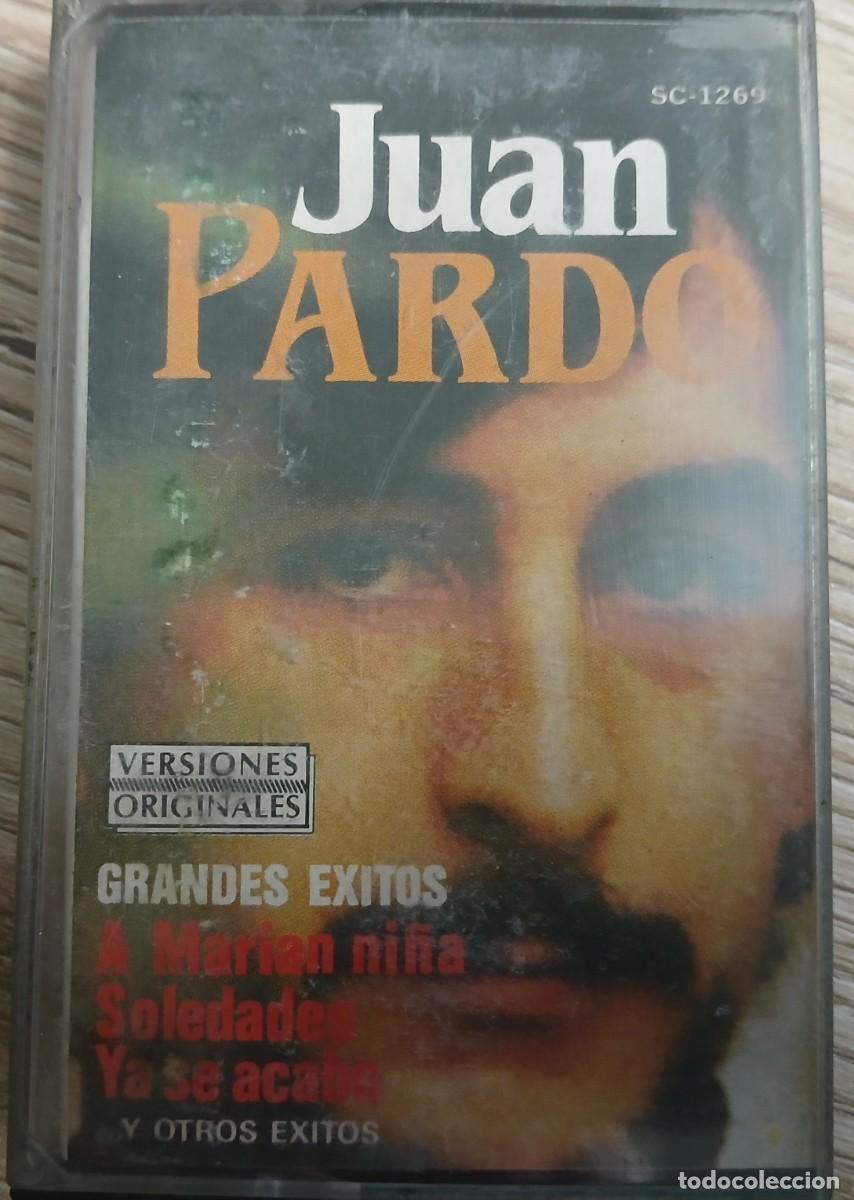 SC-1269
Juan
PARDO
VERSIONES
ORIGINALES
GRANDES EXITOS
A Marian niña
Soledades
Ya se acabo
Y OTROS EXITOS
todocoleccion